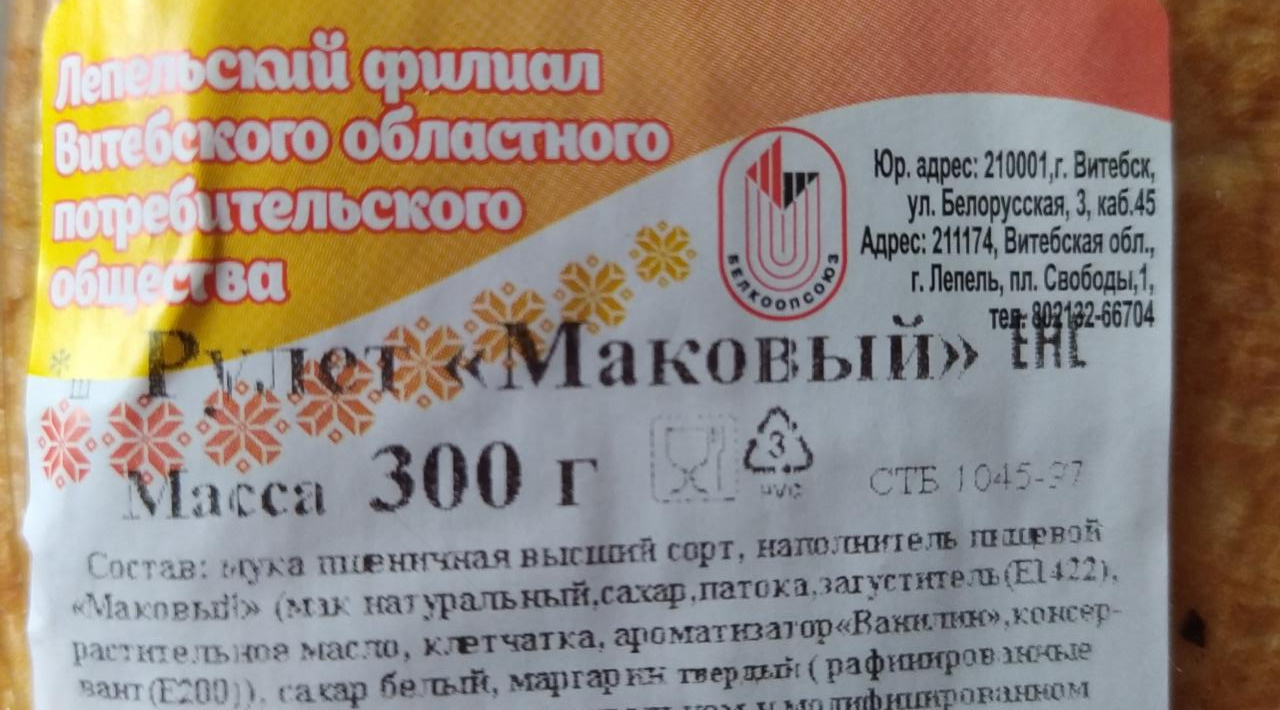 Лепельский филиал
Витебского областного
потребительского
общества
БЕЛКООПСОЮЗ
Юр. адрес: 210001,г. Витебск,
ул. Белорусская, 3, каб.45
Адрес: 211174, Витебская обл.,
г. Лепель, пл. Свободы,1,
тел: 802132-66704
Рулет «Маковый» ЕАС
Масса 300 г
3
PVC
СТБ 1045-97
Состав: мука пшеничная высший сорт, наполнитель пищевой
«Маковый» (мак натуральный,сахар,патока,загуститель(Е1422),
растительное масло, клетчатка, ароматизатор«Ванилин»,консер-
вант(Е200)). сахар белый, маргарин твердый ( рафинированные
и модифицированном